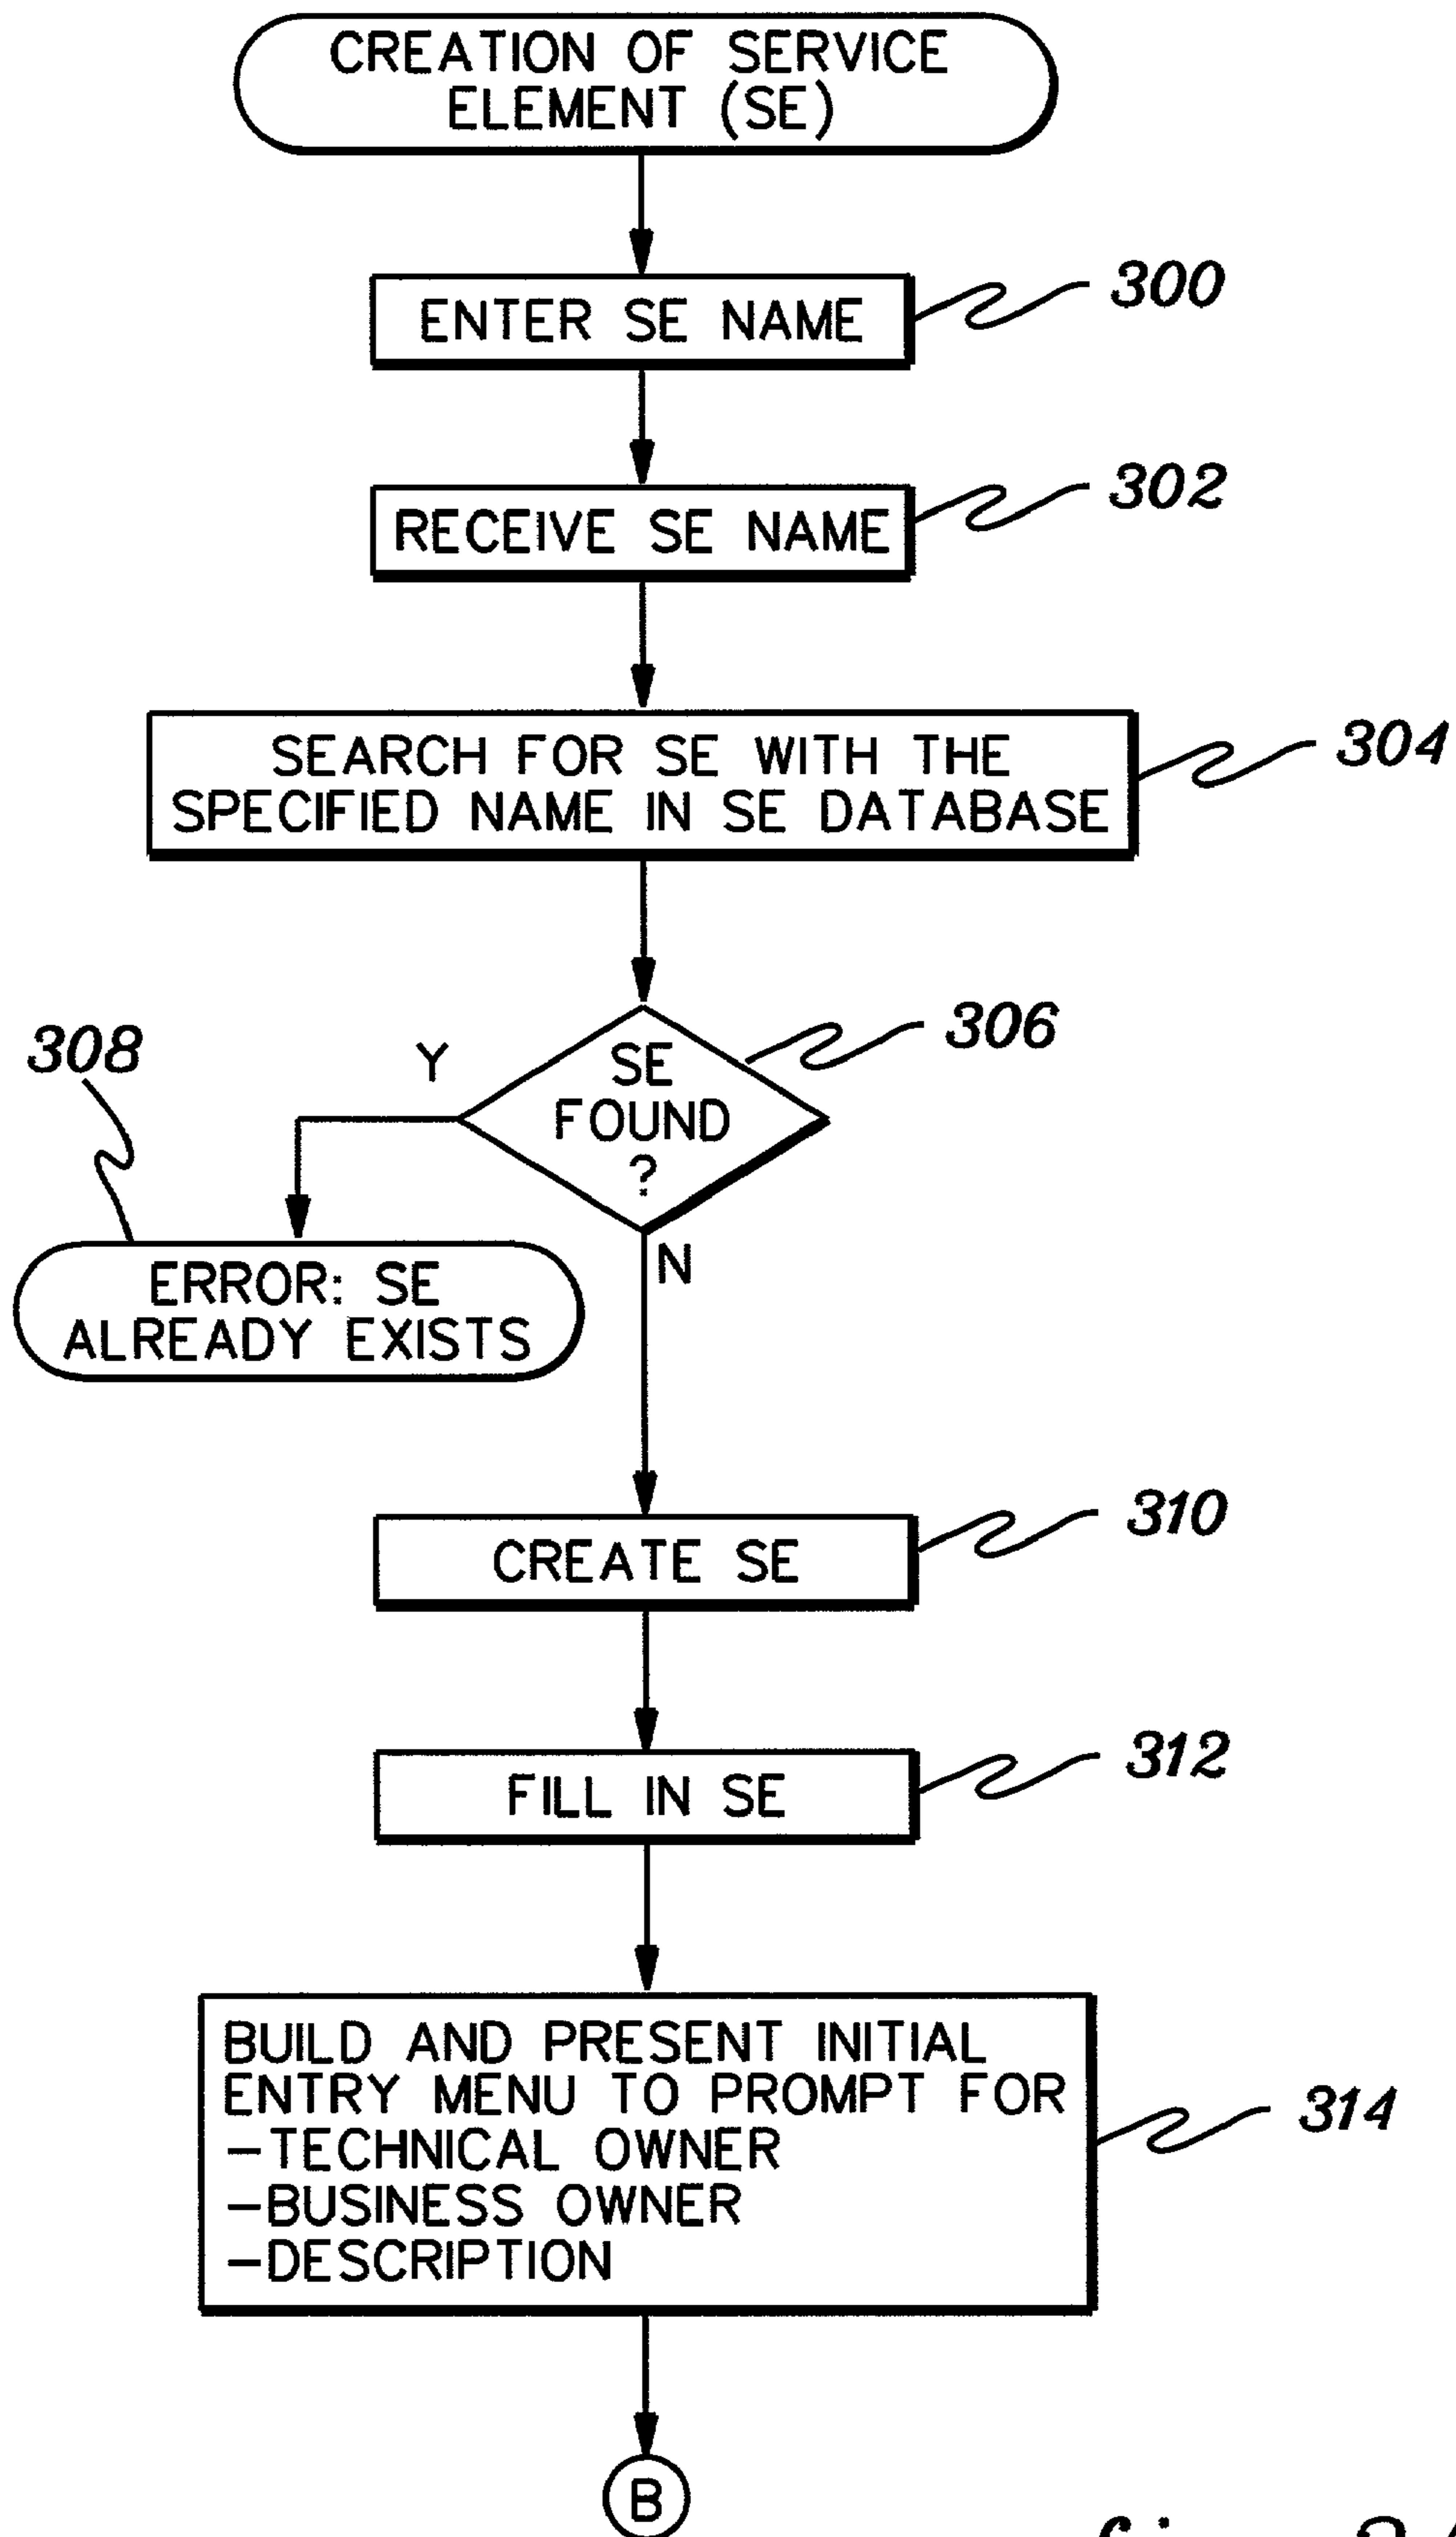 CREATION OF SERVICE
ELEMENT (SE)
ENTER SE NAME
300
RECEIVE SE NAME
302
SEARCH FOR SE WITH THE
SPECIFIED NAME IN SE DATABASE
304
SE
FOUND
?
306
Y
308
ERROR: SE
ALREADY EXISTS
N
CREATE SE
310
FILL IN SE
312
BUILD AND PRESENT INITIAL
ENTRY MENU TO PROMPT FOR
-TECHNICAL OWNER
-BUSINESS OWNER
-DESCRIPTION
314
B